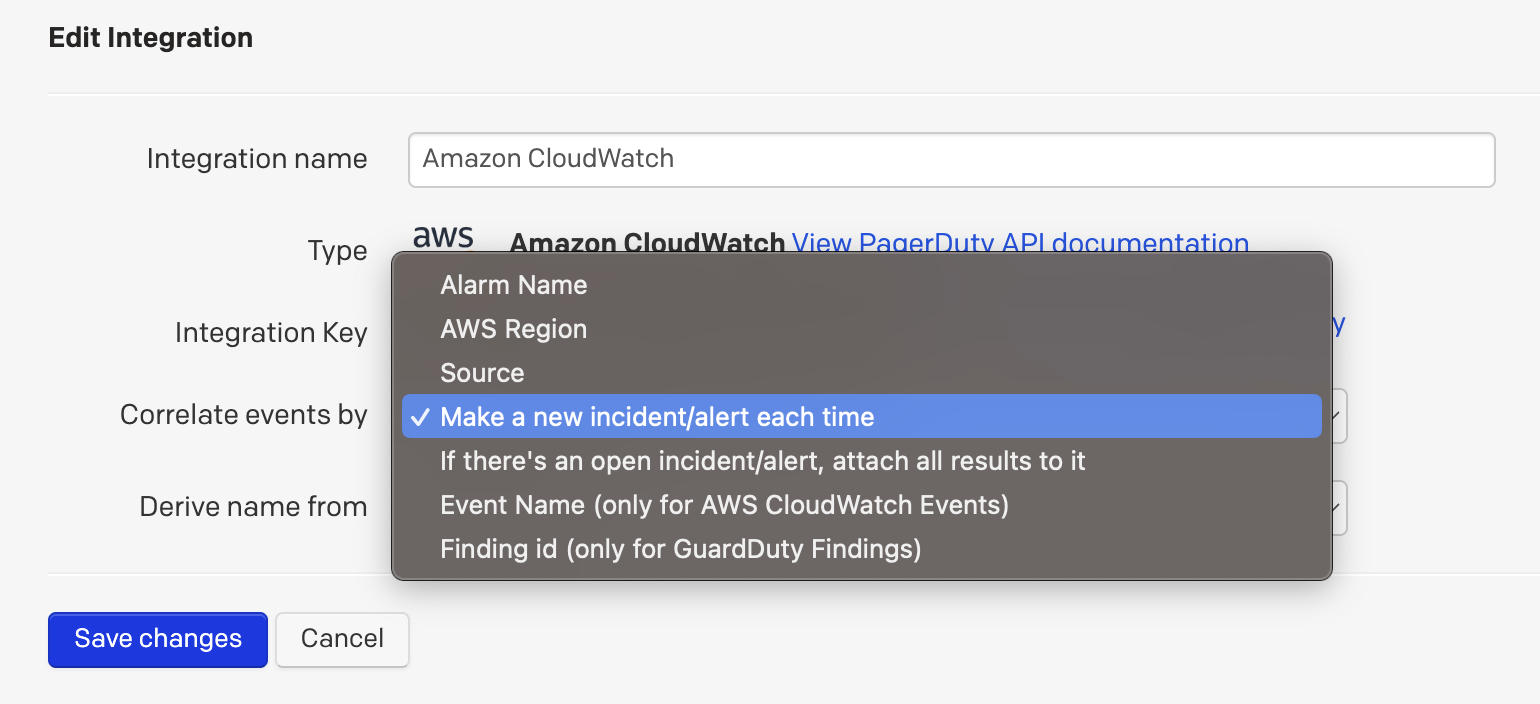 Edit Integration
Integration name
Amazon CloudWatch
Type
aws
Amazon CloudWatch View PagerDuty API documentation
Alarm Name
AWS Region
Integration Key
y
Source
Correlate events by
Make a new incident/alert each time
If there's an open incident/alert, attach all results to it
Derive name from
Event Name (only for AWS CloudWatch Events)
Finding id (only for GuardDuty Findings)
Save changes
Cancel